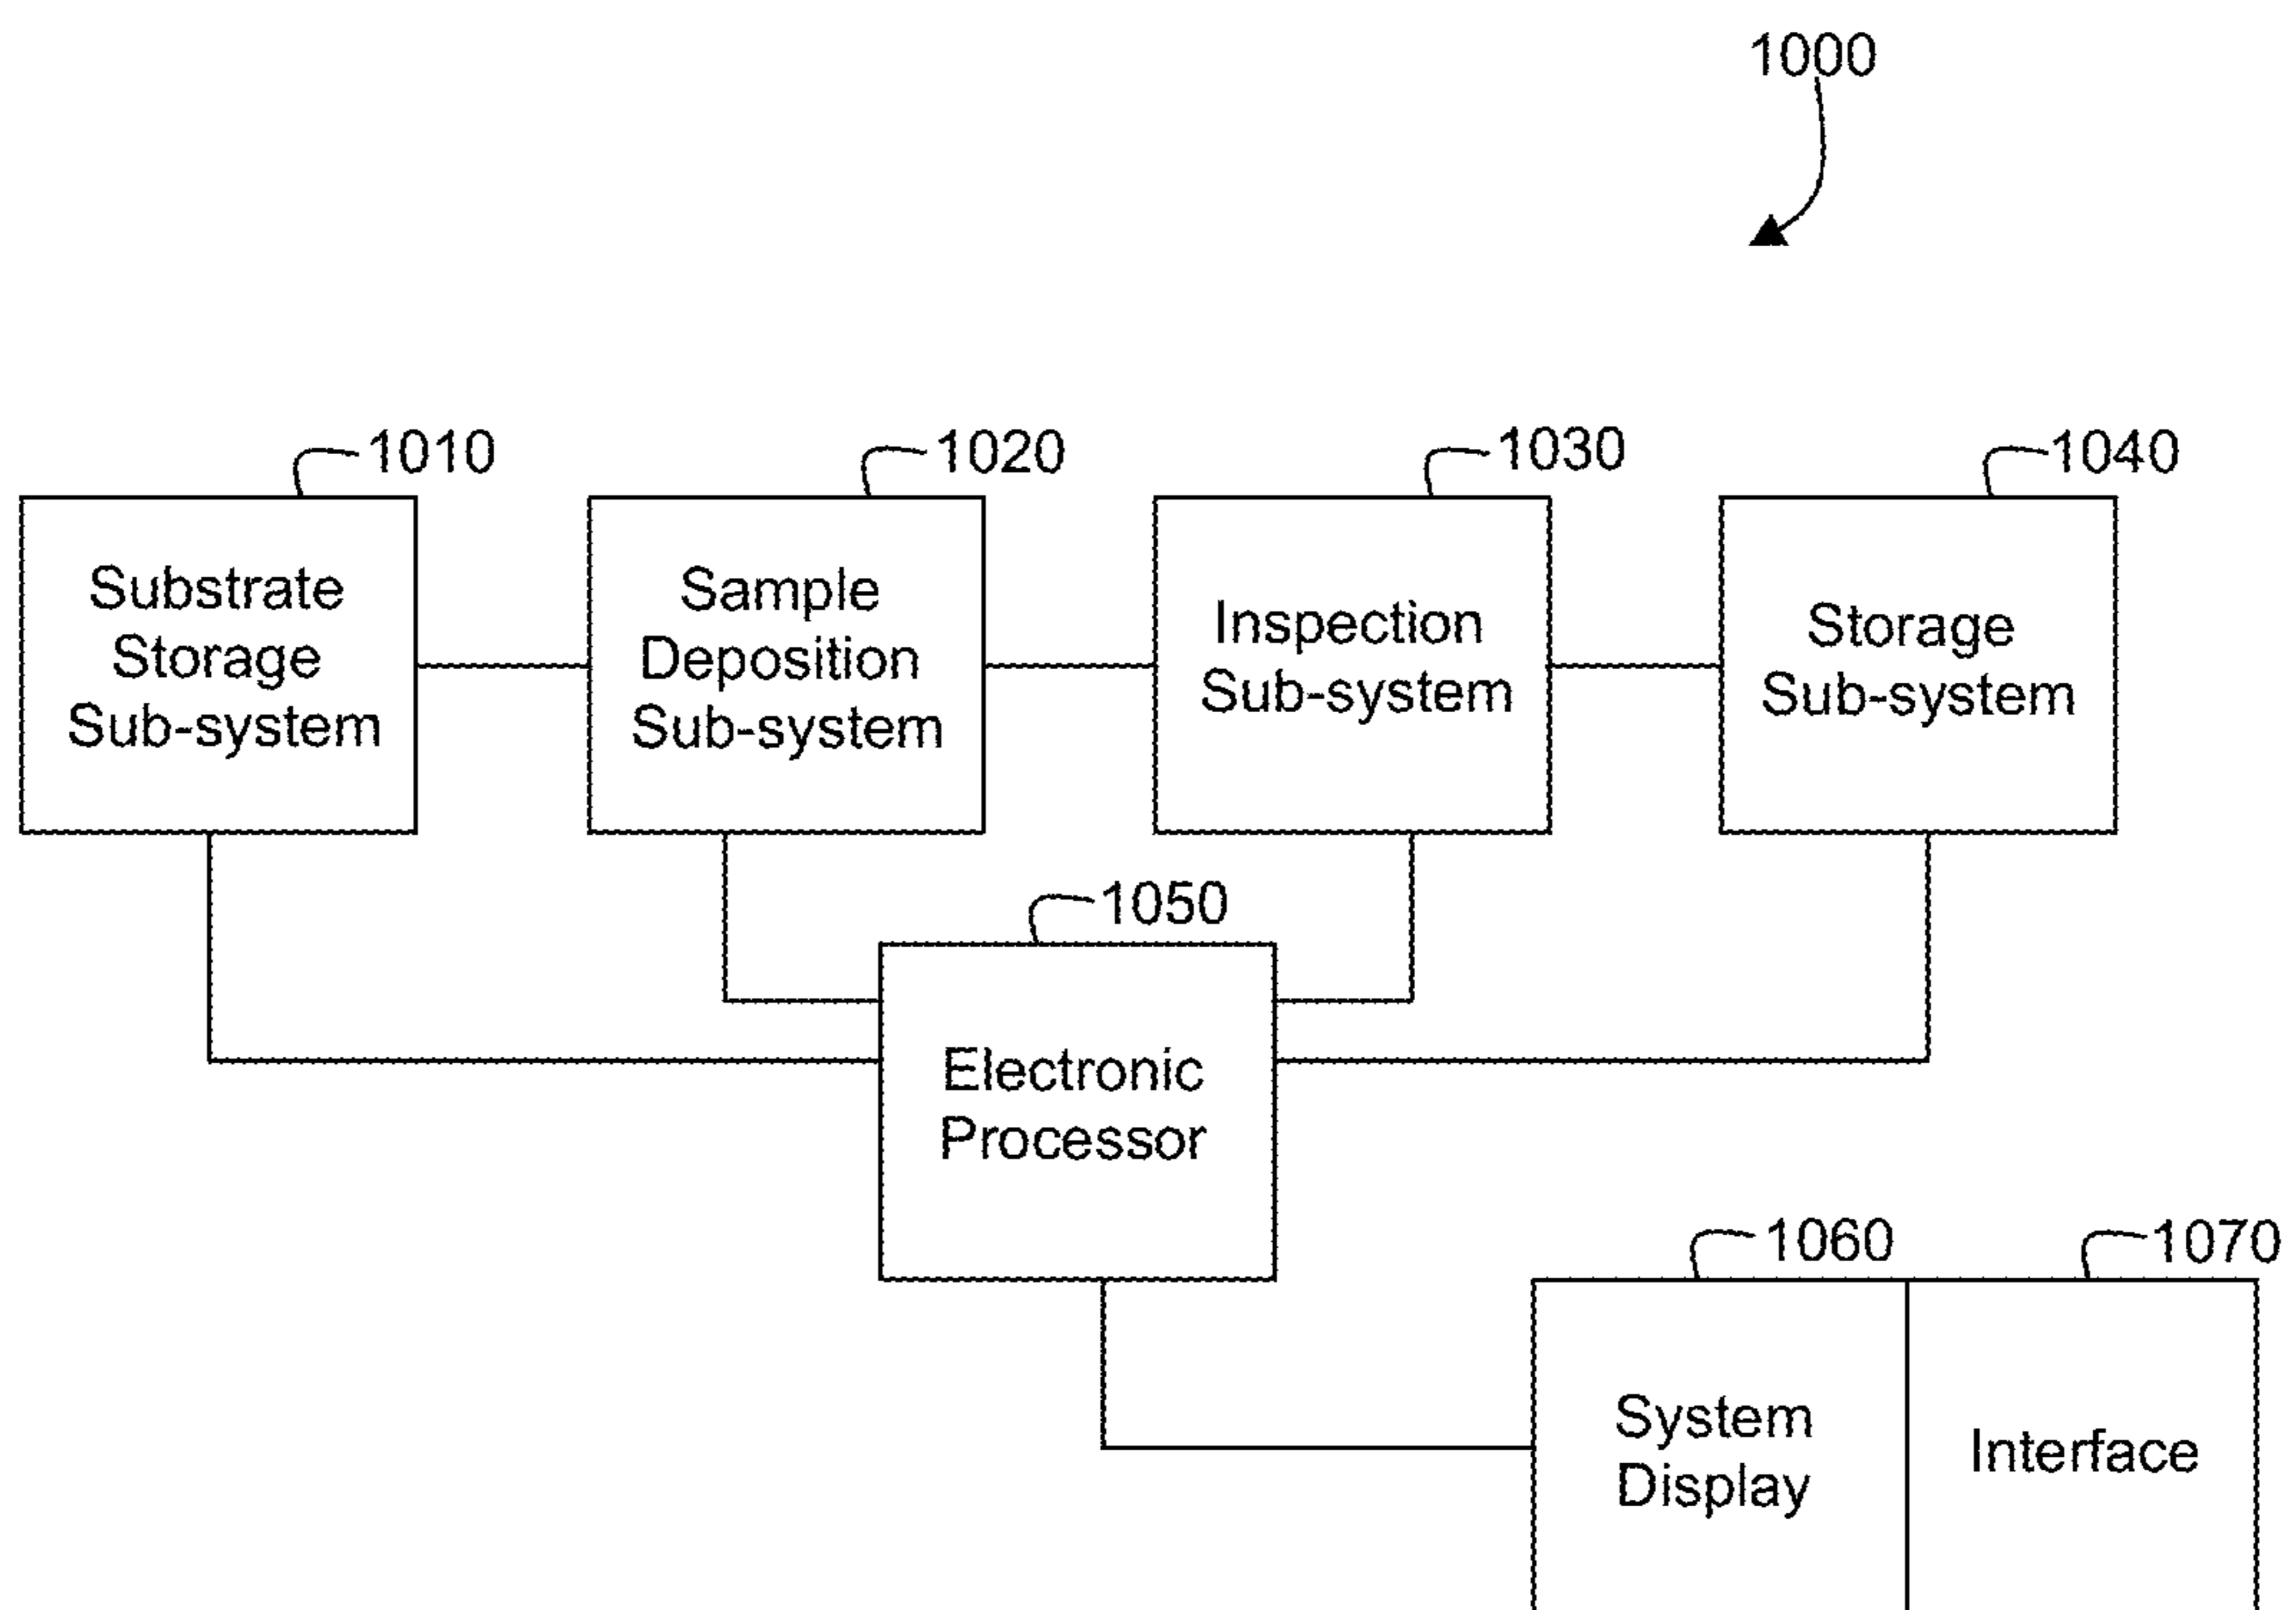 1000
1010
1020
1030
1040
Substrate
Storage
Sub-system
Sample
Deposition
Sub-system
Inspection
Sub-system
Storage
Sub-system
1050
Electronic
Processor
1060
1070
System
Display
Interface